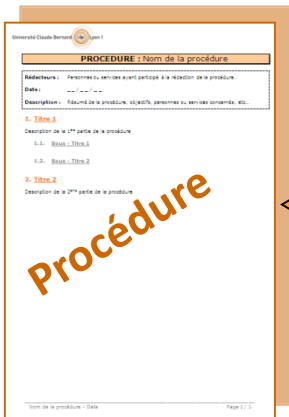 Université Claude Bernard Lyon 1
PROCEDURE : Nom de la procédure
Rédacteurs : Personnes ou services ayant participé à la rédaction de la procédure.
Date : __ / __ / __
Description : Résumé de la procédure, objectifs, personnes ou services concernés, etc..
1. Titre 1
Description de la 1ère partie de la procédure
1.1. Sous - Titre 1
1.2. Sous - Titre 2
2. Titre 2
Description de la 2ème partie de la procédure
Procédure
Nom de la procédure - Date Page 1 / 1